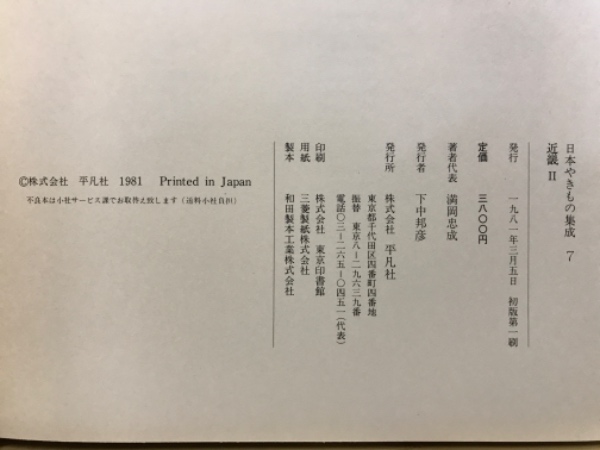 日本やきもの集成 7
近畿 II
発行 一九八一年三月五日 初版第一刷
定価 三八〇〇円
著者代表 満岡忠成
発行者 下中邦彦
発行所 株式会社 平凡社
東京都千代田区四番町四番地
振替 東京八―二九六三九番
電話〇三―二六五―〇四五一(代表)
印刷 株式会社 東京印書館
用紙 三菱製紙株式会社
製本 和田製本工業株式会社
©株式会社 平凡社 1981 Printed in Japan
不良本は小社サービス課でお取替え致します(送料小社負担)